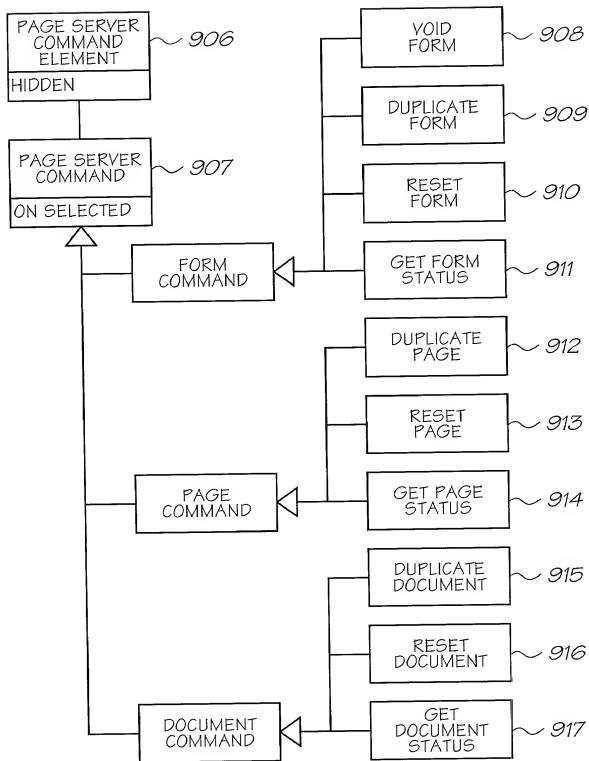 PAGE SERVER
COMMAND
ELEMENT
906
HIDDEN
PAGE SERVER
COMMAND
907
ON SELECTED
VOID
FORM
908
DUPLICATE
FORM
909
RESET
FORM
910
FORM
COMMAND
GET FORM
STATUS
911
DUPLICATE
PAGE
912
RESET
PAGE
913
PAGE
COMMAND
GET PAGE
STATUS
914
DUPLICATE
DOCUMENT
915
RESET
DOCUMENT
916
DOCUMENT
COMMAND
GET
DOCUMENT
STATUS
917